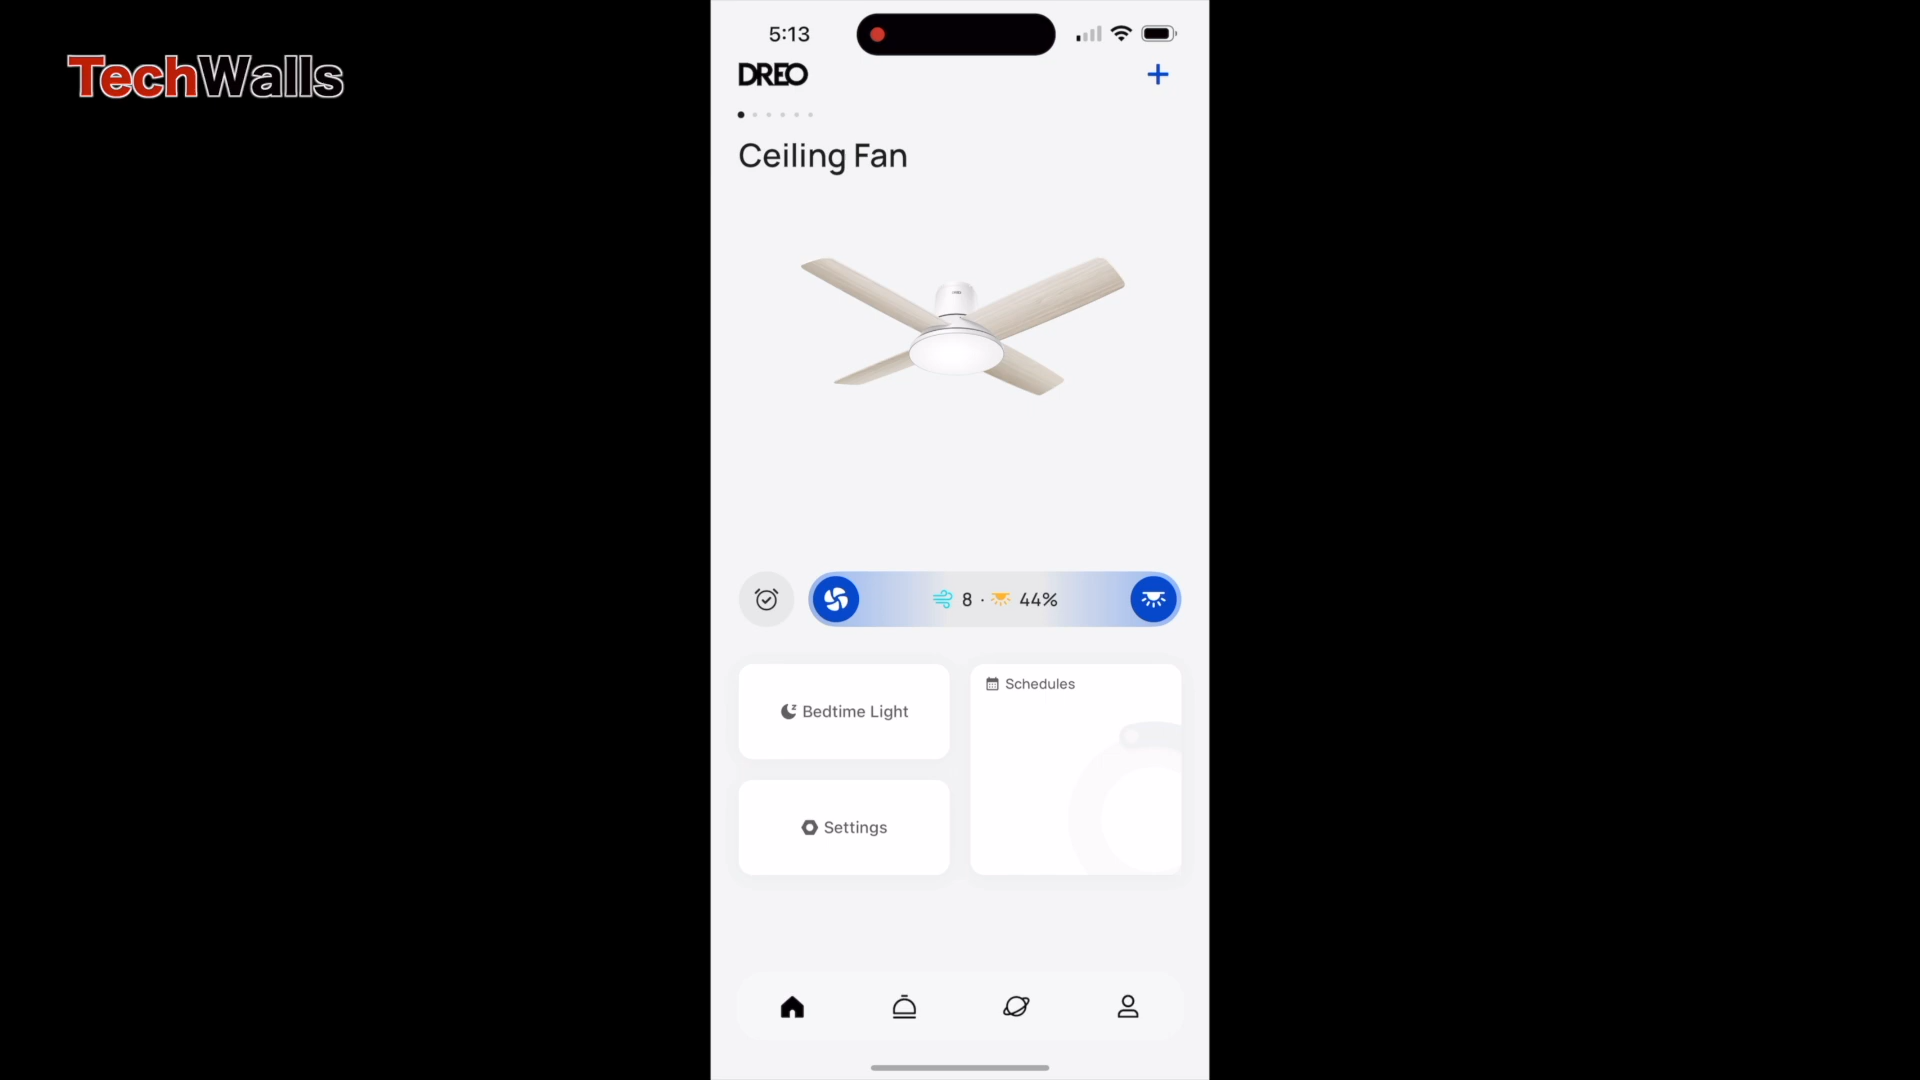 TechWalls
5:13
DREO
Ceiling Fan
8 · 44%
Bedtime Light
Schedules
Settings